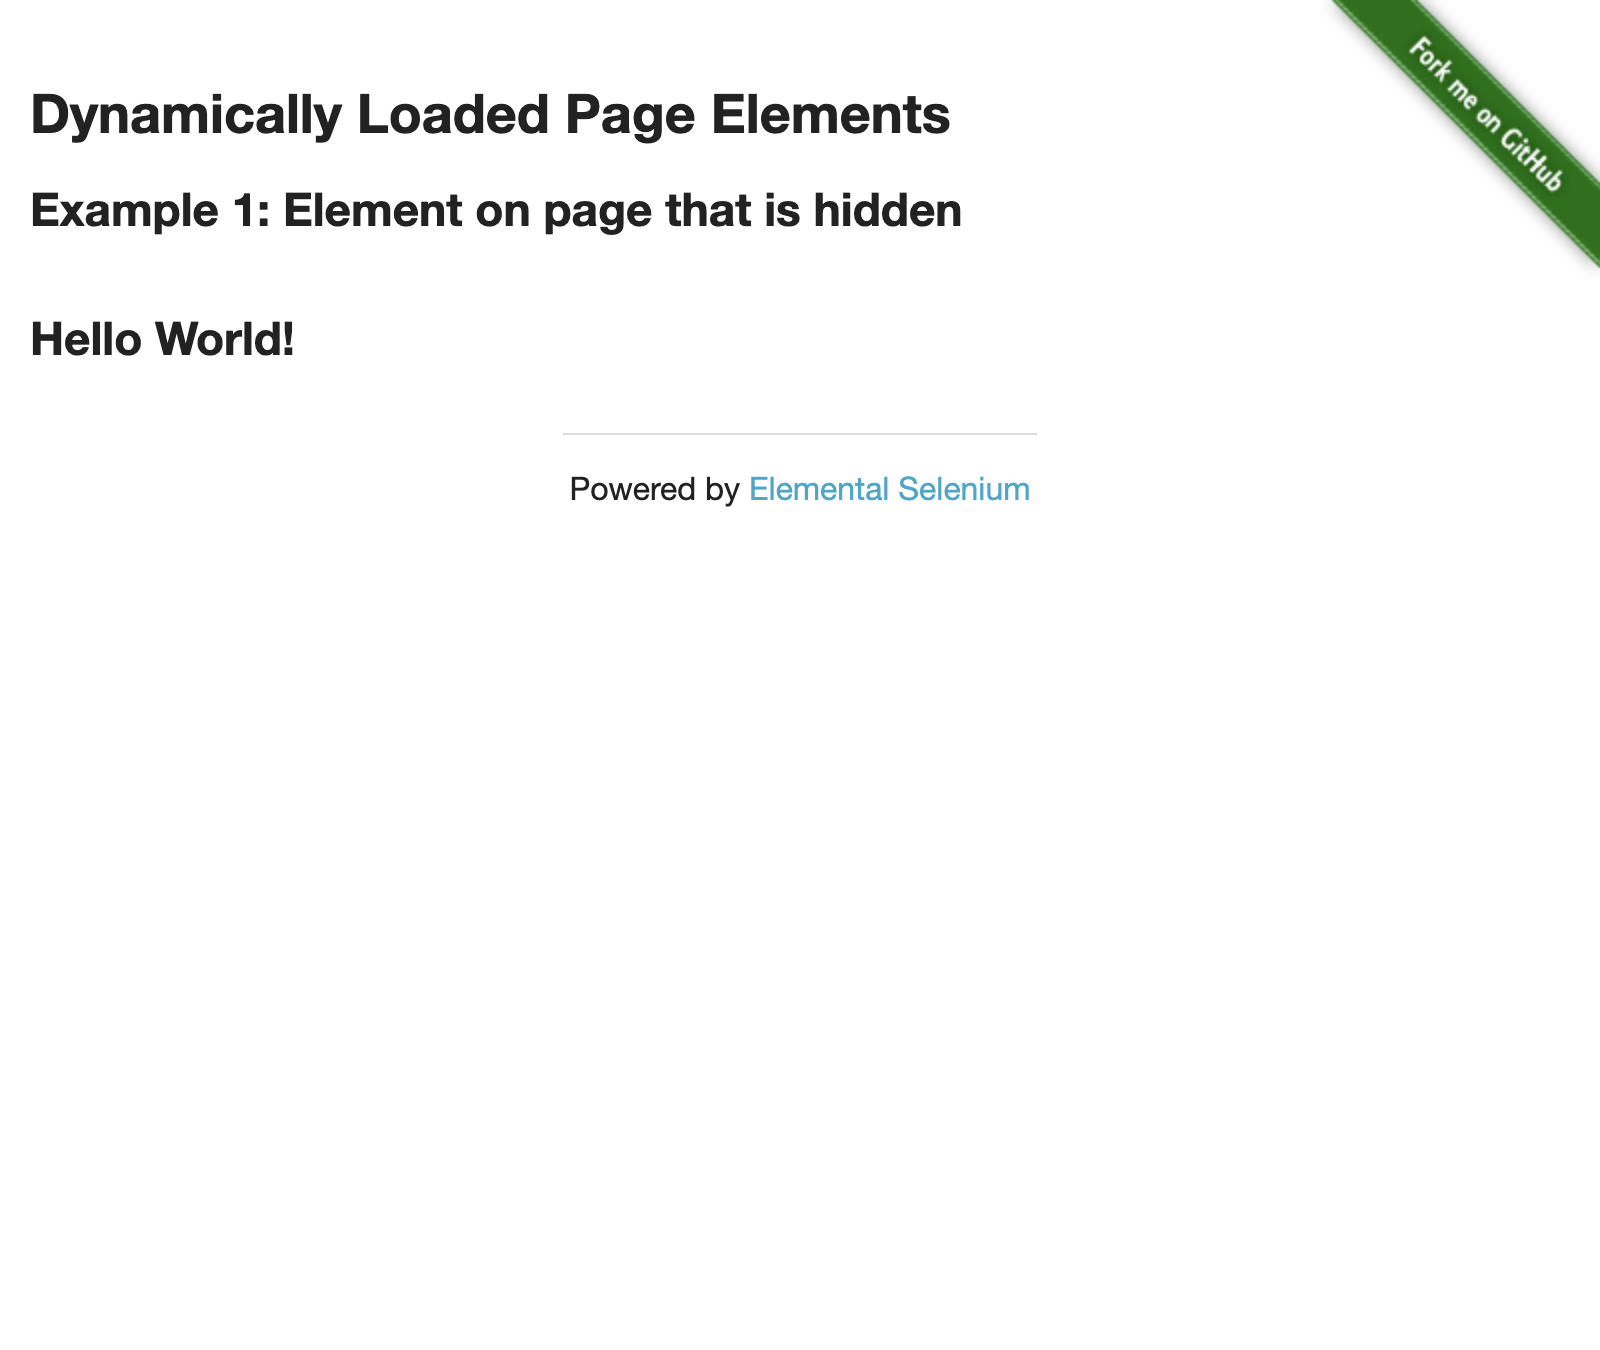 Fork me on GitHub
Dynamically Loaded Page Elements
Example 1: Element on page that is hidden
Hello World!
Powered by Elemental Selenium